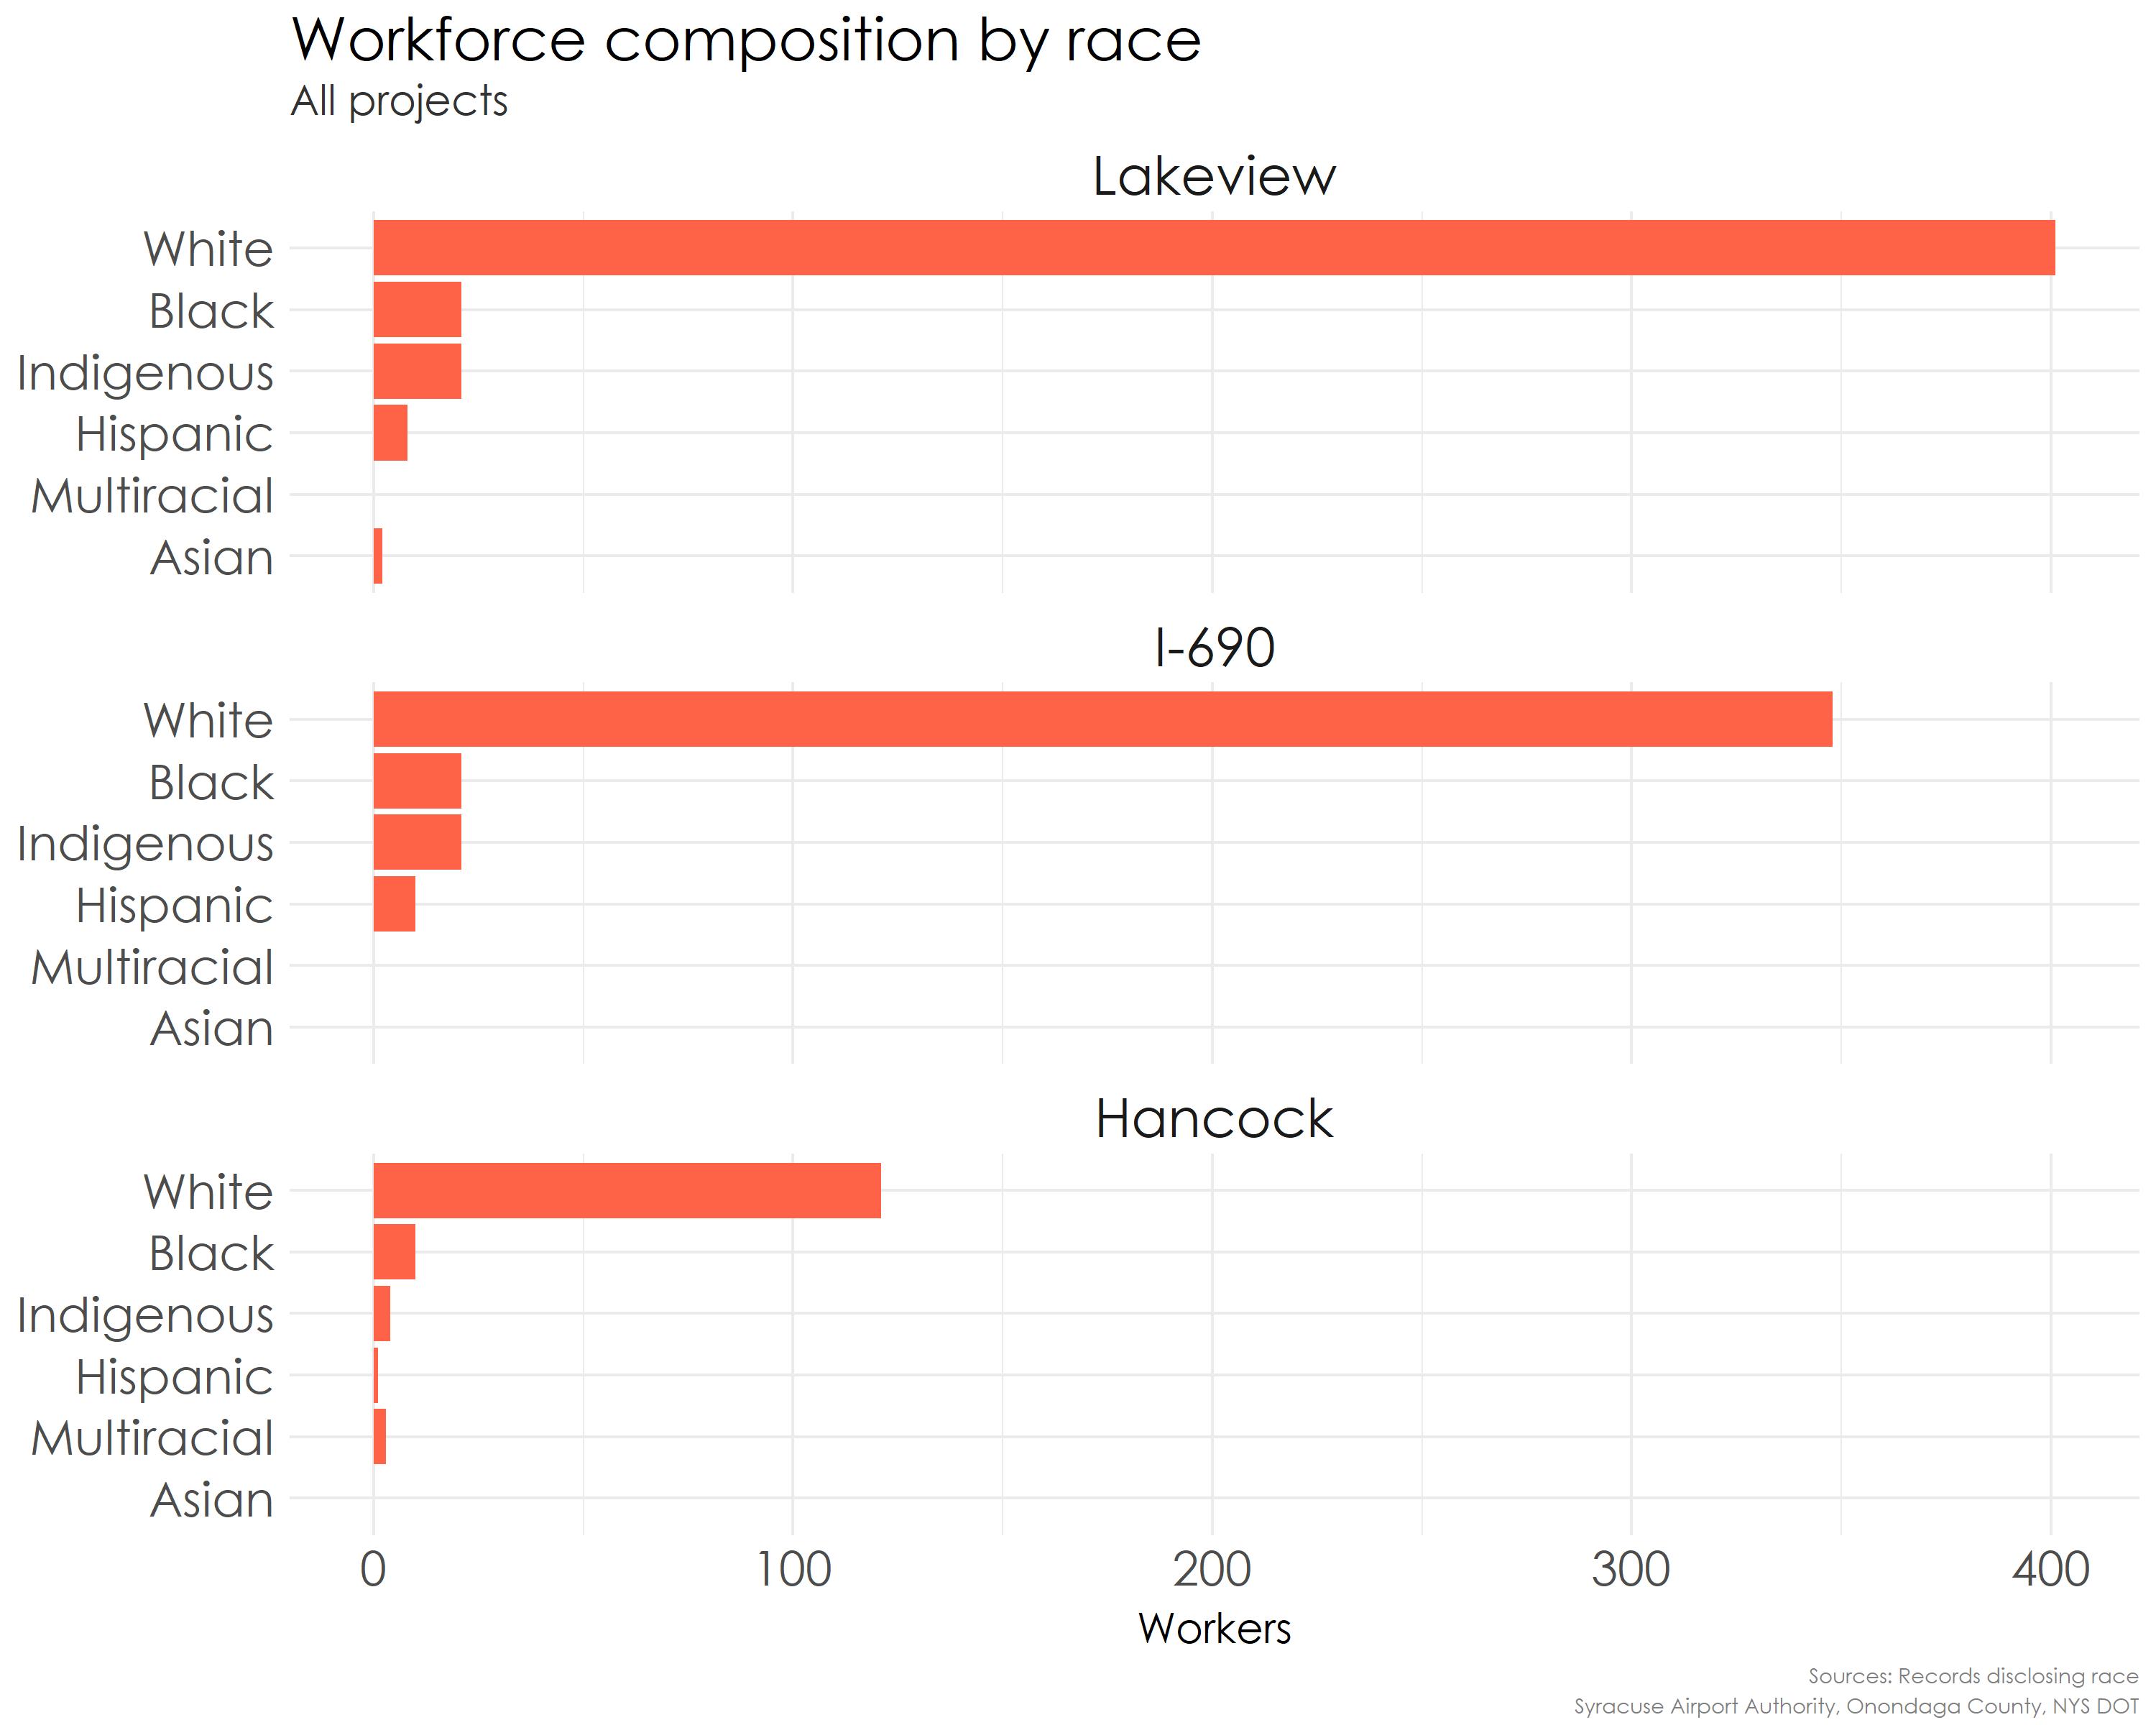 Workforce composition by race
All projects
Lakeview
White
Black
Indigenous
Hispanic
Multiracial
Asian
I-690
White
Black
Indigenous
Hispanic
Multiracial
Asian
Hancock
White
Black
Indigenous
Hispanic
Multiracial
Asian
0 100 200 300 400
Workers
Sources: Records disclosing race
Syracuse Airport Authority, Onondaga County, NYS DOT